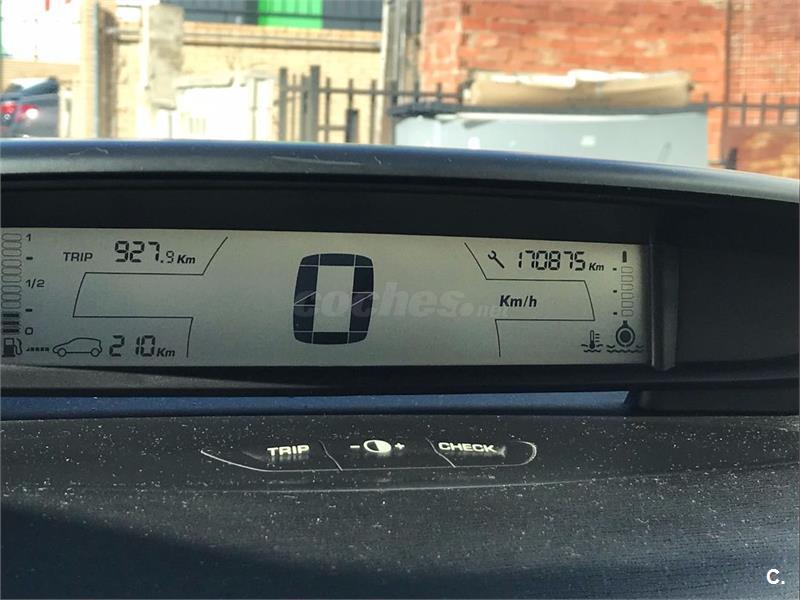 1
TRIP 927.9 Km
170875 Km
1/2
0
coches.net
Km/h
0
210 Km
TRIP
- +
CHECK
C.